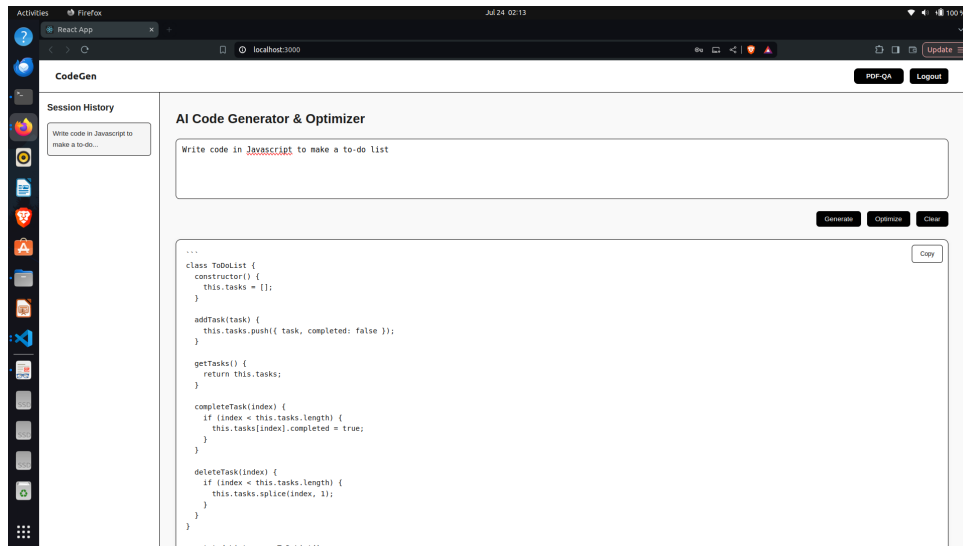 Activities
Firefox
Jul 24 02:13
100 %
React App
localhost:3000
Update
CodeGen
PDF-QA
Logout
Session History
Write code in Javascript to
make a to-do...
AI Code Generator & Optimizer
Write code in Javascript to make a to-do list
Generate
Optimize
Clear
Copy
```
class ToDoList {
  constructor() {
    this.tasks = [];
  }
  addTask(task) {
    this.tasks.push({ task, completed: false });
  }
  getTasks() {
    return this.tasks;
  }
  completeTask(index) {
    if (index < this.tasks.length) {
      this.tasks[index].completed = true;
    }
  }
  deleteTask(index) {
    if (index < this.tasks.length) {
      this.tasks.splice(index, 1);
    }
  }
}